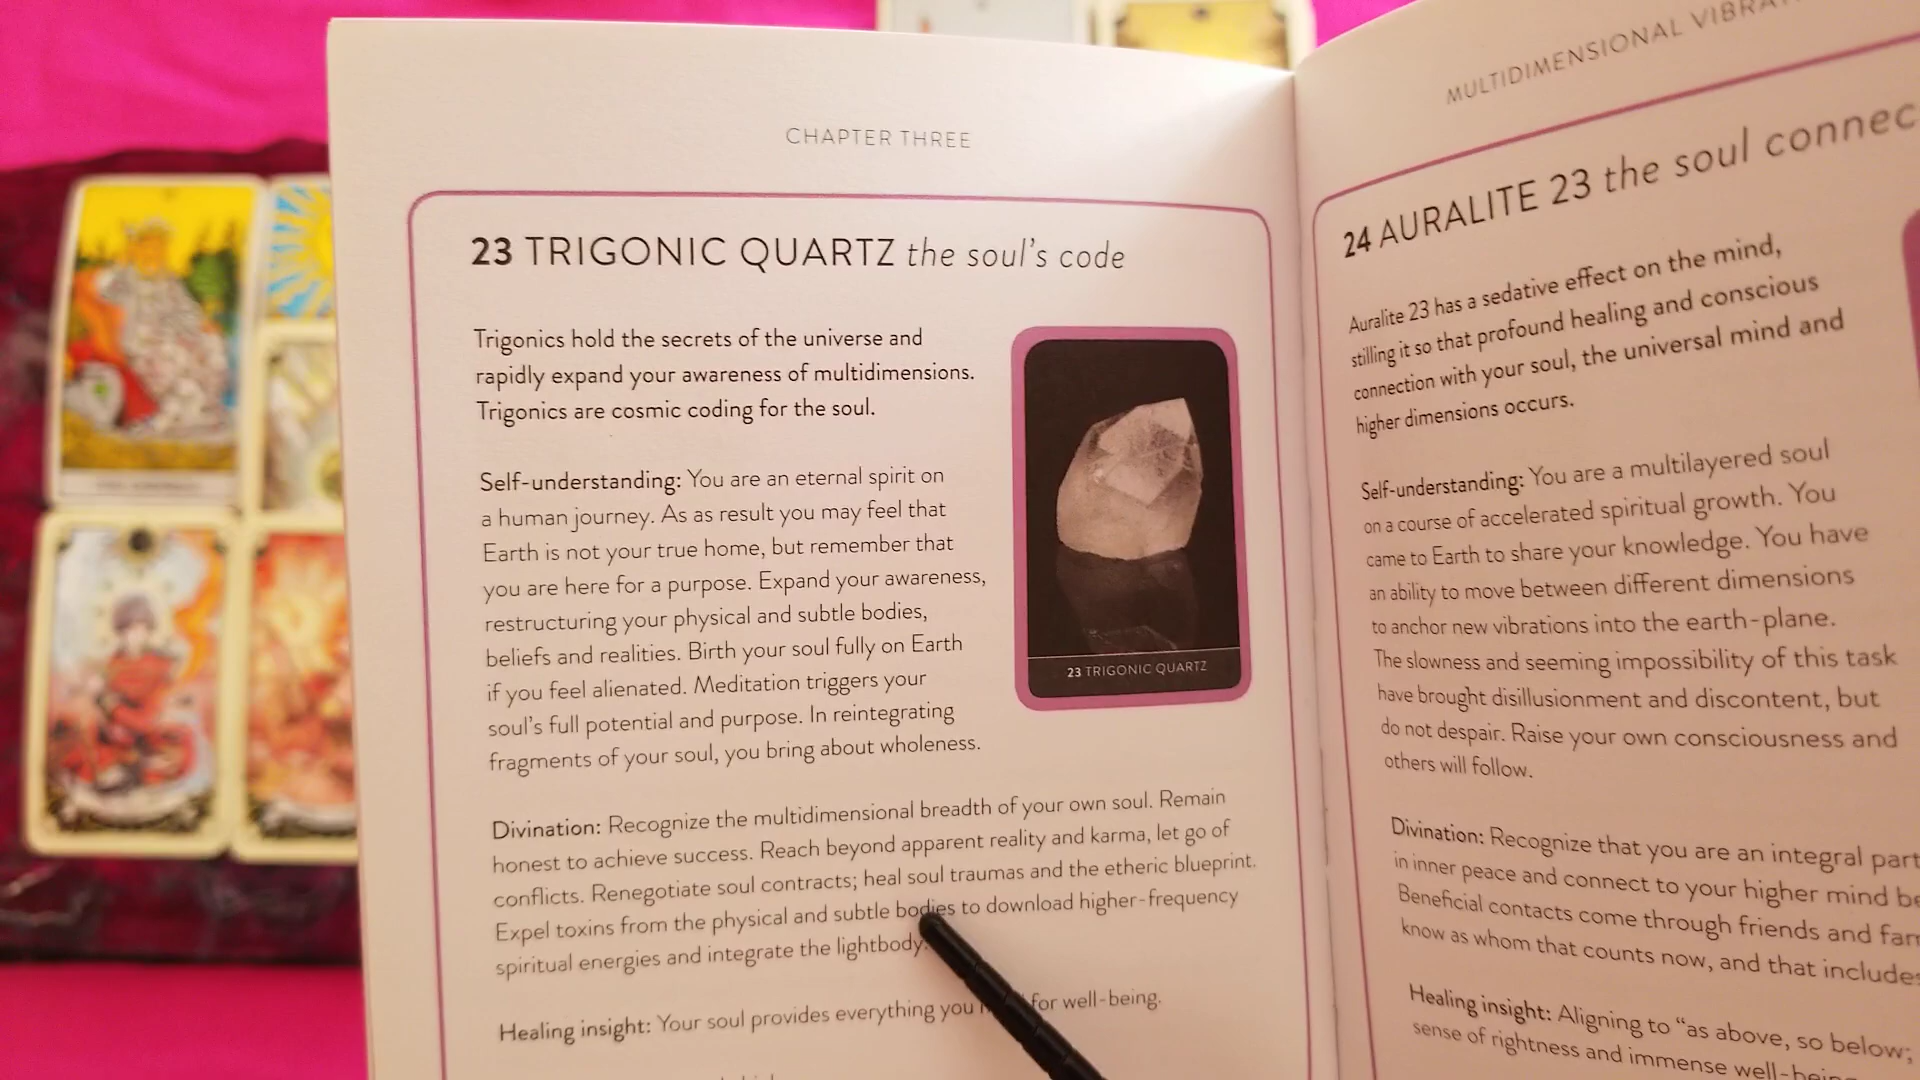 CHAPTER THREE
23 TRIGONIC QUARTZ the soul's code
Trigonics hold the secrets of the universe and
rapidly expand your awareness of multidimensions.
Trigonics are cosmic coding for the soul.
Self-understanding: You are an eternal spirit on
a human journey. As as result you may feel that
Earth is not your true home, but remember that
you are here for a purpose. Expand your awareness,
restructuring your physical and subtle bodies,
beliefs and realities. Birth your soul fully on Earth
if you feel alienated. Meditation triggers your
soul's full potential and purpose. In reintegrating
fragments of your soul, you bring about wholeness.
23 TRIGONIC QUARTZ
Divination: Recognize the multidimensional breadth of your own soul. Remain
honest to achieve success. Reach beyond apparent reality and karma, let go of
conflicts. Renegotiate soul contracts; heal soul traumas and the etheric blueprint.
Expel toxins from the physical and subtle bodies to download higher-frequency
spiritual energies and integrate the lightbody.
Healing insight: Your soul provides everything you for well-being.
MULTIDIMENSIONAL
24 AURALITE 23 the soul
Auralite 23 has a sedative effect on the mind,
stilling it so that profound healing and conscious
connection with your soul, the universal mind and
higher dimensions occurs.
Self-understanding: You are a multilayered soul
on a course of accelerated spiritual growth. You
came to Earth to share your knowledge. You have
an ability to move between different dimensions
to anchor new vibrations into the earth-plane.
The slowness and seeming impossibility of this task
have brought disillusionment and discontent, but
do not despair. Raise your own consciousness and
others will follow.
Divination: Recognize that you are an integral part
in inner peace and connect to your higher mind
Beneficial contacts come through friends and
know as whom that counts now, and that
Healing insight: Aligning to "as above, so below;
sense of rightness and immense